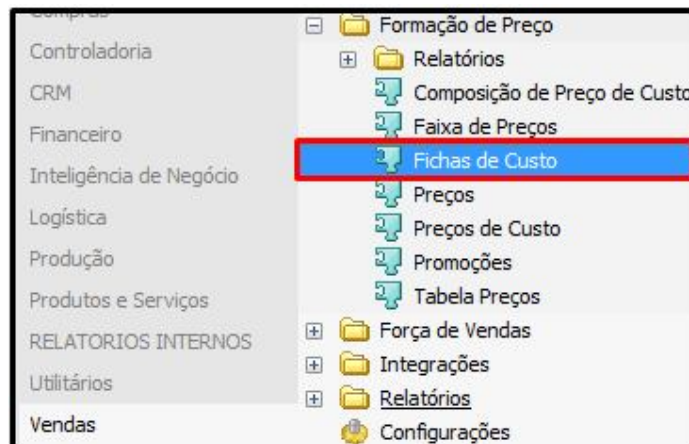 Compras
Controladoria
CRM
Financeiro
Inteligência de Negócio
Logística
Produção
Produtos e Serviços
RELATORIOS INTERNOS
Utilitários
Vendas
Formação de Preço
Relatórios
Composição de Preço de Custo
Faixa de Preços
Fichas de Custo
Preços
Preços de Custo
Promoções
Tabela Preços
Força de Vendas
Integrações
Relatórios
Configurações